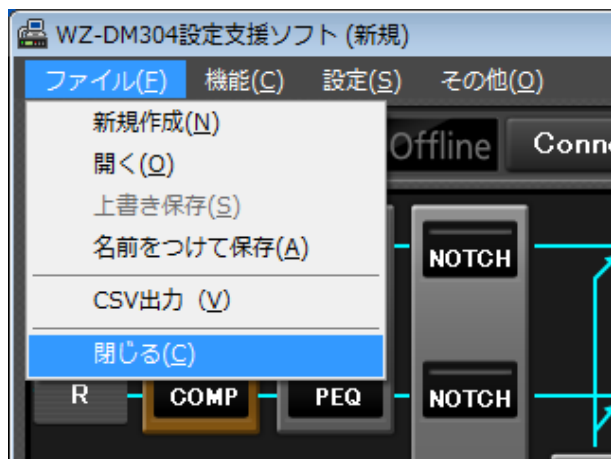 WZ-DM304設定支援ソフト (新規)
ファイル(F) 機能(C) 設定(S) その他(O)
新規作成(N)
開く(O)
上書き保存(S)
名前をつけて保存(A)
CSV出力 (V)
閉じる(C)
Offline
NOTCH
R COMP PEQ NOTCH